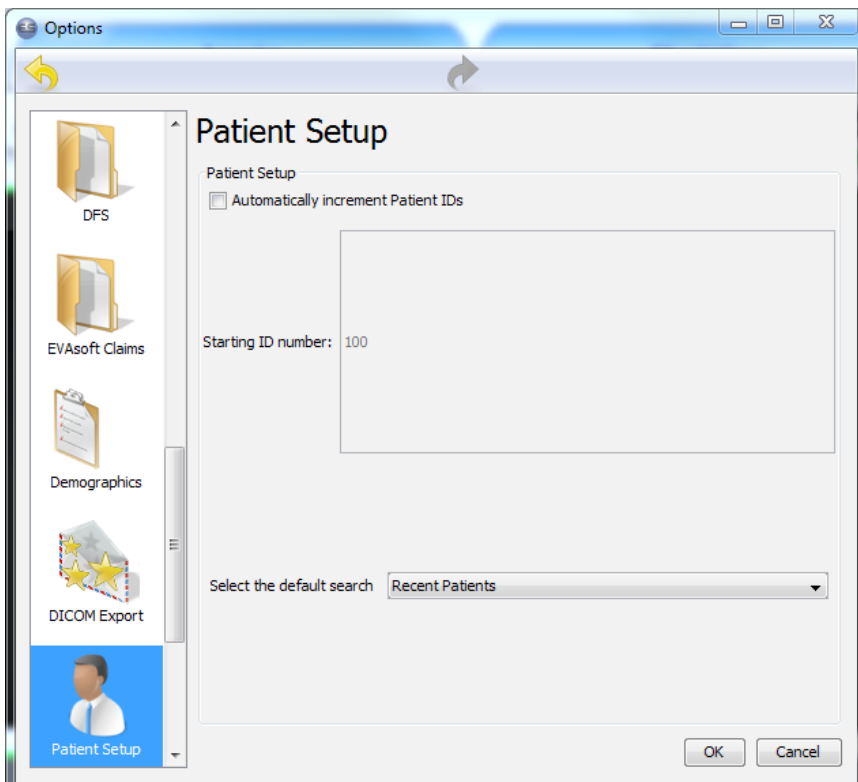 Options
DFS
EVAsoft Claims
Demographics
DICOM Export
Patient Setup
Patient Setup
Patient Setup
Automatically increment Patient IDs
Starting ID number: 100
Select the default search Recent Patients
OK Cancel